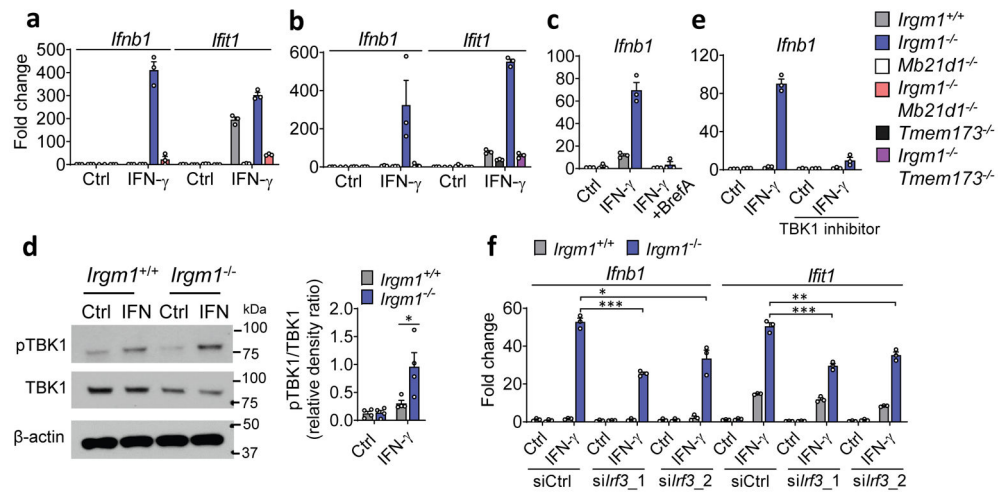 a
Ifnb1 Ifit1
Fold change
500
400
300
200
100
0
Ctrl IFN-γ Ctrl IFN-γ
b
Ifnb1 Ifit1
600
400
200
0
Ctrl IFN-γ Ctrl IFN-γ
c
Ifnb1
100
80
60
40
20
0
Ctrl
IFN-γ
IFN-γ
+BrefA
e
Ifnb1
120
80
40
0
Ctrl
IFN-γ
Ctrl
IFN-γ
TBK1 inhibitor
Irgm1+/+
Irgm1-/-
Mb21d1-/-
Irgm1-/-
Mb21d1-/-
Tmem173-/-
Irgm1-/-
Tmem173-/-
d
Irgm1+/+ Irgm1-/-
Ctrl IFN Ctrl IFN kDa
pTBK1
100
75
TBK1
100
75
β-actin
50
37
Irgm1+/+
Irgm1-/-
pTBK1/TBK1
(relative density ratio)
2.0
1.5
1.0
0.5
0.0
*
Ctrl
IFN-γ
f
Irgm1+/+ Irgm1-/-
Ifnb1 Ifit1
Fold change
60
40
20
0
* **
*** ***
Ctrl IFN-γ Ctrl IFN-γ Ctrl IFN-γ Ctrl IFN-γ Ctrl IFN-γ Ctrl IFN-γ
siCtrl siIrf3_1 siIrf3_2 siCtrl siIrf3_1 siIrf3_2